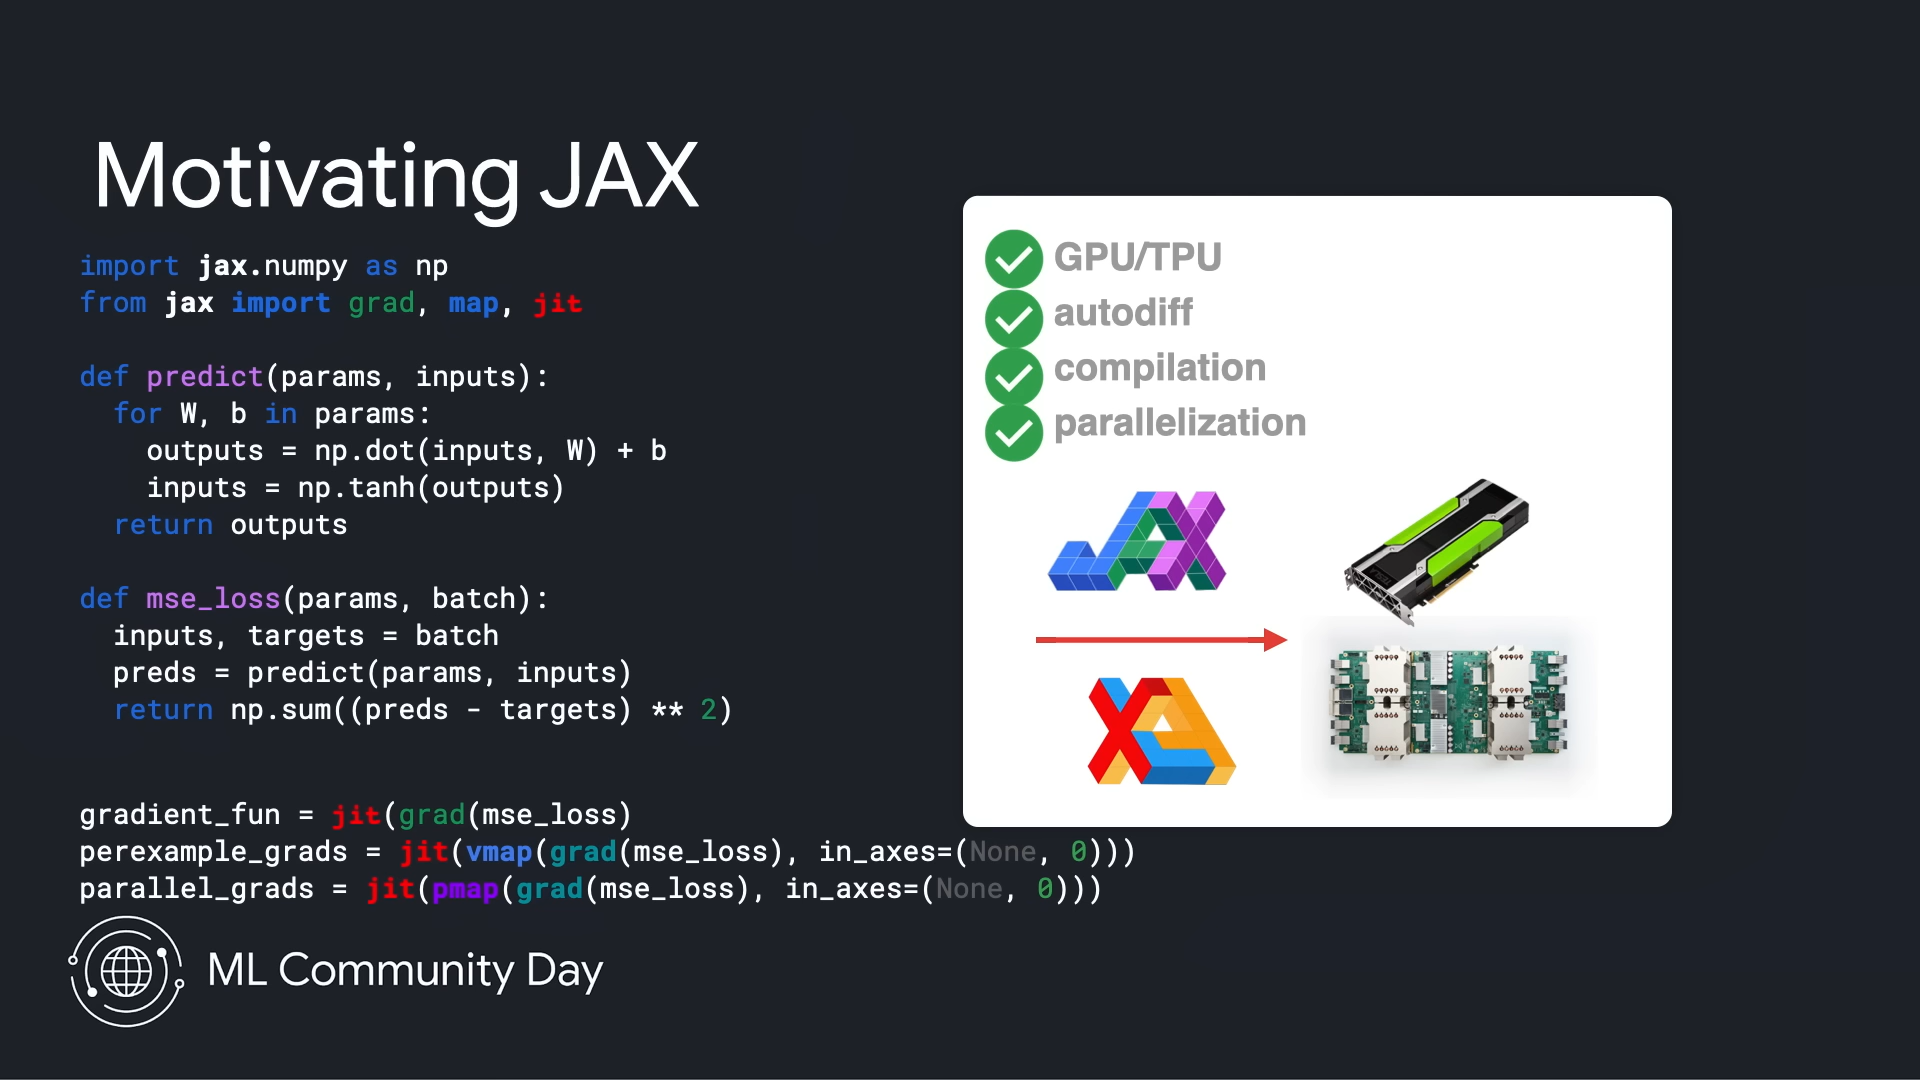 Motivating JAX
import jax.numpy as np
from jax import grad, map, jit
def predict(params, inputs):
  for W, b in params:
    outputs = np.dot(inputs, W) + b
    inputs = np.tanh(outputs)
  return outputs
def mse_loss(params, batch):
  inputs, targets = batch
  preds = predict(params, inputs)
  return np.sum((preds - targets) ** 2)
gradient_fun = jit(grad(mse_loss)
perexample_grads = jit(vmap(grad(mse_loss), in_axes=(None, 0)))
parallel_grads = jit(pmap(grad(mse_loss), in_axes=(None, 0)))
GPU/TPU
autodiff
compilation
parallelization
JAX
XLA
ML Community Day